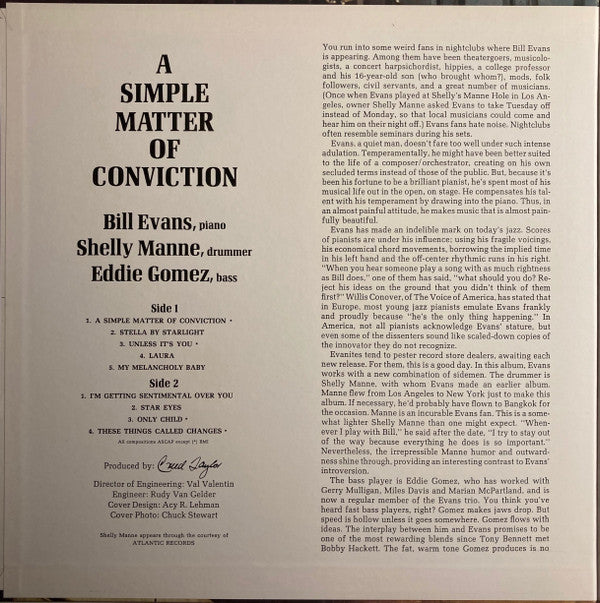 A
SIMPLE
MATTER
OF
CONVICTION
Bill Evans, piano
Shelly Manne, drummer
Eddie Gomez, bass
Side 1
1. A SIMPLE MATTER OF CONVICTION •
2. STELLA BY STARLIGHT
3. UNLESS IT'S YOU •
4. LAURA
5. MY MELANCHOLY BABY
Side 2
1. I'M GETTING SENTIMENTAL OVER YOU
2. STAR EYES
3. ONLY CHILD •
4. THESE THINGS CALLED CHANGES •
All compositions ASCAP except (•) BMI
Produced by: Creed Taylor
Director of Engineering: Val Valentin
Engineer: Rudy Van Gelder
Cover Design: Acy R. Lehman
Cover Photo: Chuck Stewart
Shelly Manne appears through the courtesy of
ATLANTIC RECORDS
You run into some weird fans in nightclubs where Bill Evans
is appearing. Among them have been theatergoers, musicolo-
gists, a concert harpsichordist, hippies, a college professor
and his 16-year-old son (who brought whom?), mods, folk
followers, civil servants, and a great number of musicians.
(Once when Evans played at Shelly's Manne Hole in Los An-
geles, owner Shelly Manne asked Evans to take Tuesday off
instead of Monday, so that local musicians could come and
hear him on their night off.) Evans fans hate noise. Nightclubs
often resemble seminars during his sets.
Evans, a quiet man, doesn't fare too well under such intense
adulation. Temperamentally, he might have been better suited
to the life of a composer/orchestrator, creating on his own
secluded terms instead of those of the public. But, because it's
been his fortune to be a brilliant pianist, he's spent most of his
musical life out in the open, on stage. He compensates his tal-
ent with his temperament by drawing into the piano. Thus, in
an almost painful attitude, he makes music that is almost pain-
fully beautiful.
Evans has made an indelible mark on today's jazz. Scores
of pianists are under his influence; using his fragile voicings,
his economical chord movements, borrowing the implied time
in his left hand and the off-center rhythmic runs in his right.
"When you hear someone play a song with as much rightness
as Bill does," one of them has said, "what should you do? Re-
ject his ideas on the ground that you didn't think of them
first?" Willis Conover, of The Voice of America, has stated that
in Europe, most young jazz pianists emulate Evans frankly
and proudly because "he's the only thing happening." In
America, not all pianists acknowledge Evans' stature, but
even some of the dissenters sound like scaled-down copies of
the innovator they do not recognize.
Evanites tend to pester record store dealers, awaiting each
new release. For them, this is a good day. In this album, Evans
works with a new combination of sidemen. The drummer is
Shelly Manne, with whom Evans made an earlier album.
Manne flew from Los Angeles to New York just to make this
album. If necessary, he'd probably have flown to Bangkok for
the occasion. Manne is an incurable Evans fan. This is a some-
what lighter Shelly Manne than one might expect. "When-
ever I play with Bill," he said after the date, "I try to stay out
of the way because everything he does is so important."
Nevertheless, the irrepressible Manne humor and outward-
ness shine through, providing an interesting contrast to Evans'
introversion.
The bass player is Eddie Gomez, who has worked with
Gerry Mulligan, Miles Davis and Marian McPartland, and is
now a regular member of the Evans trio. You think you've
heard fast bass players, right? Gomez makes jaws drop. But
speed is hollow unless it goes somewhere. Gomez flows with
ideas. The interplay between him and Evans promises to be
one of the most rewarding blends since Tony Bennett met
Bobby Hackett. The fat, warm tone Gomez produces is no